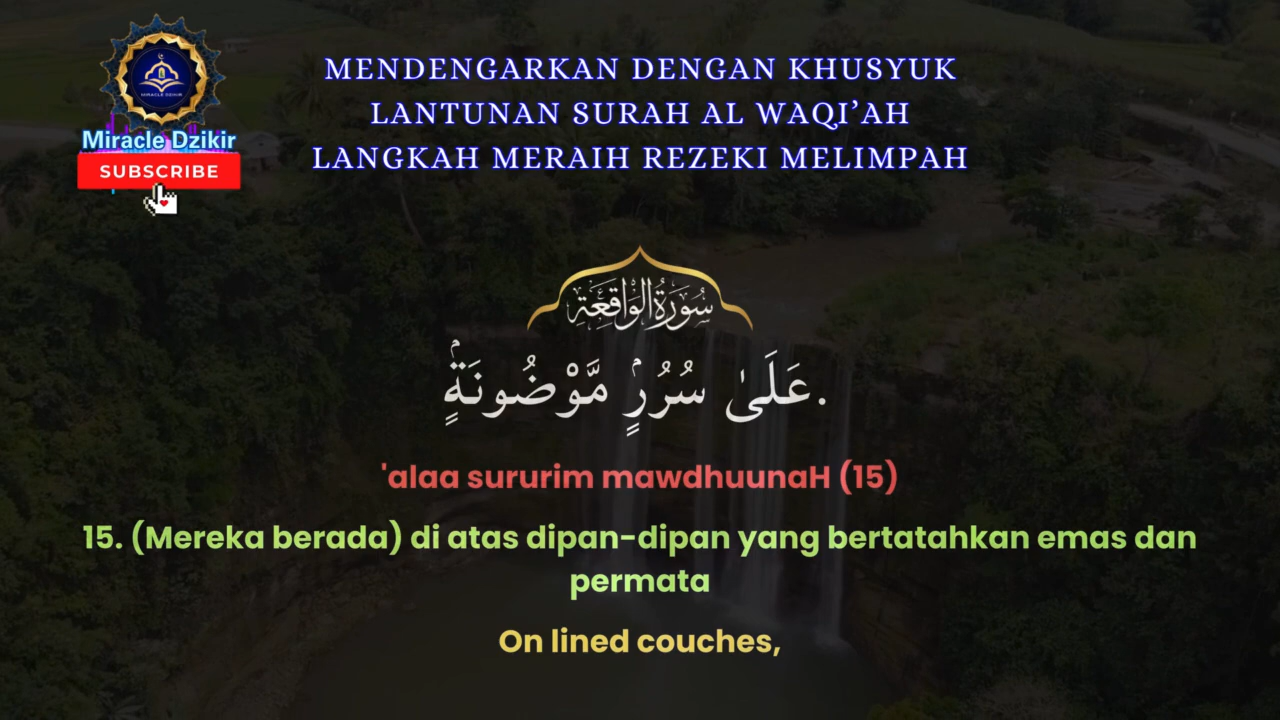 MENDENGARKAN DENGAN KHUSYUK
LANTUNAN SURAH AL WAQI’AH
LANGKAH MERAIH REZEKI MELIMPAH
MIRACLE DZIKIR
Miracle Dzikir
SUBSCRIBE
سُورَةُ الْوَاقِعَةِ
عَلَىٰ سُرُرٍۢ مَّوْضُونَةٍۢ.
'alaa sururim mawdhuunaH (15)
15. (Mereka berada) di atas dipan-dipan yang bertatahkan emas dan
permata
On lined couches,